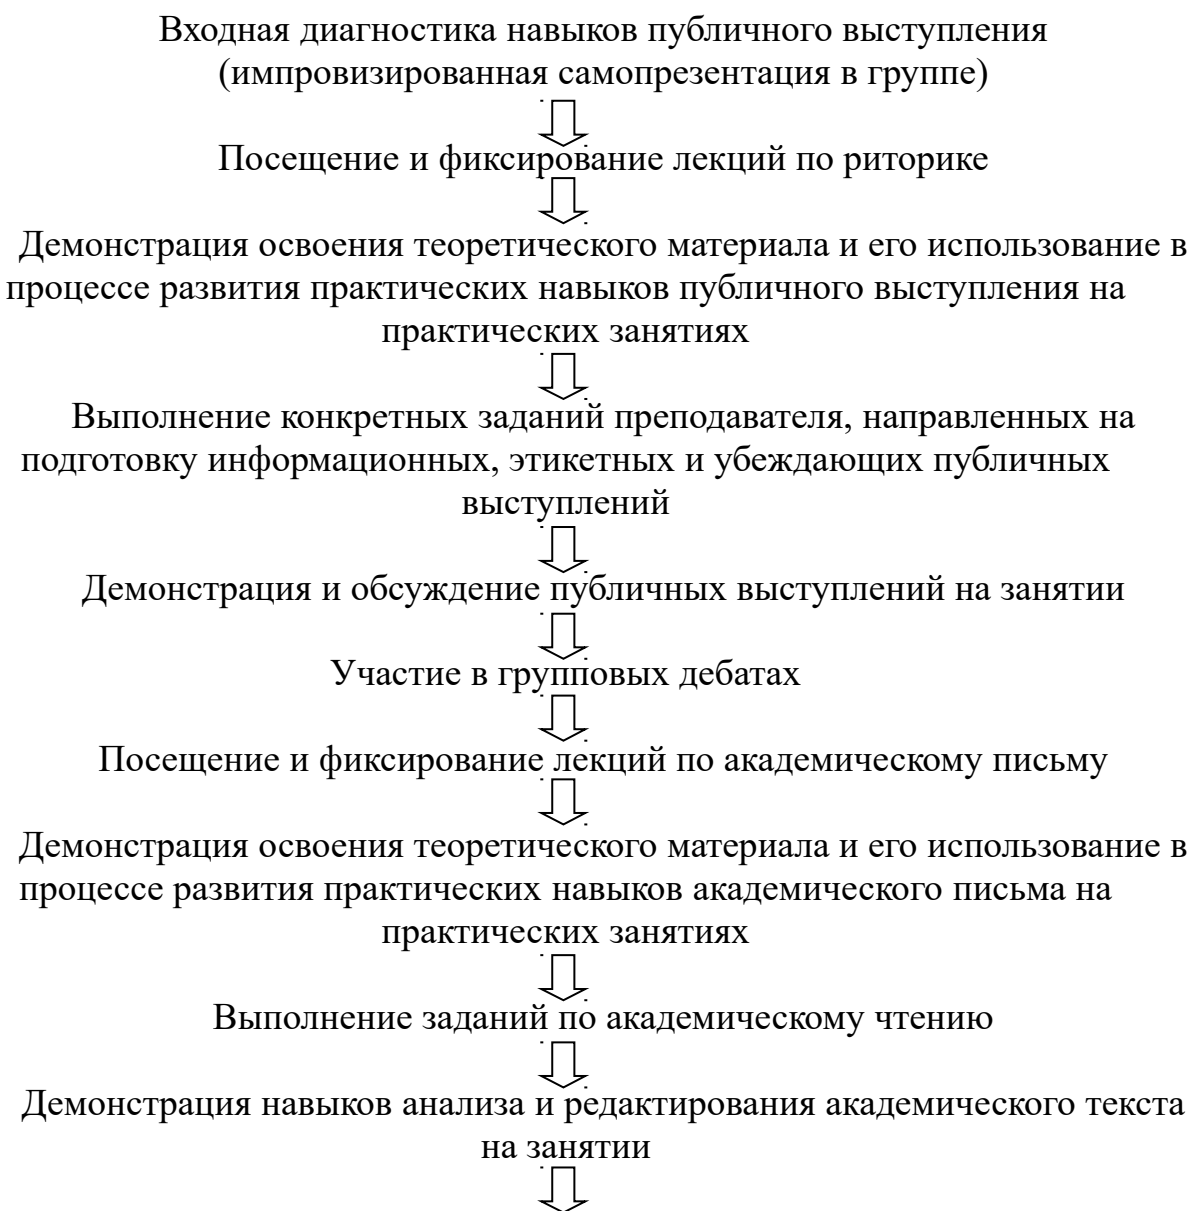 Входная диагностика навыков публичного выступления
(импровизированная самопрезентация в группе)
Посещение и фиксирование лекций по риторике
Демонстрация освоения теоретического материала и его использование в
процессе развития практических навыков публичного выступления на
практических занятиях
Выполнение конкретных заданий преподавателя, направленных на
подготовку информационных, этикетных и убеждающих публичных
выступлений
Демонстрация и обсуждение публичных выступлений на занятии
Участие в групповых дебатах
Посещение и фиксирование лекций по академическому письму
Демонстрация освоения теоретического материала и его использование в
процессе развития практических навыков академического письма на
практических занятиях
Выполнение заданий по академическому чтению
Демонстрация навыков анализа и редактирования академического текста
на занятии